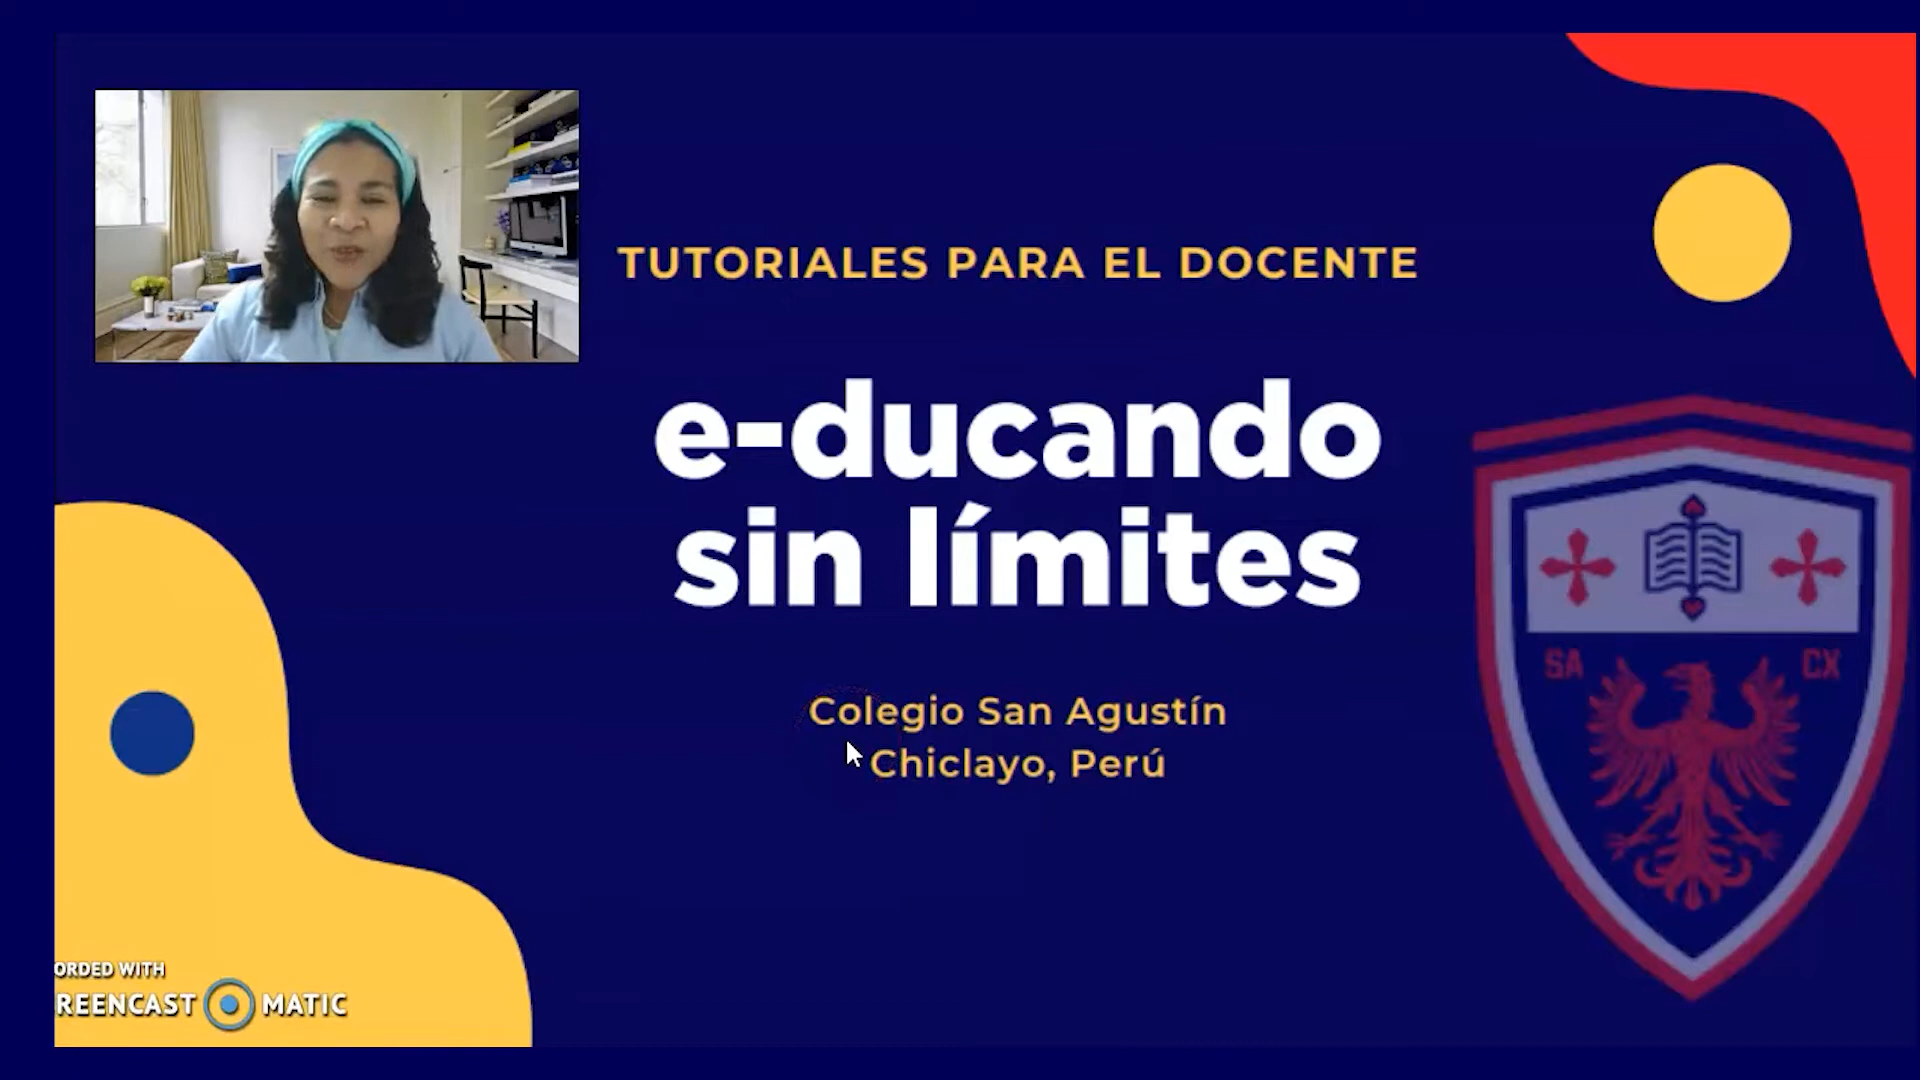 TUTORIALES PARA EL DOCENTE
e-ducando
sin límites
Colegio San Agustín
Chiclayo, Perú
SA CX
ORDED WITH
REENCAST MATIC